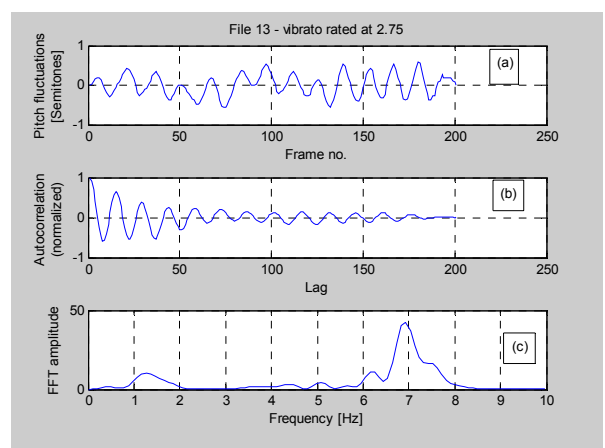 File 13 - vibrato rated at 2.75
Pitch fluctuations
[Semitones]
1
0
-1
(a)
0 50 100 150 200 250
Frame no.
Autocorrelation
(normalized)
1
0
-1
(b)
0 50 100 150 200 250
Lag
FFT amplitude
50
0
(c)
0 1 2 3 4 5 6 7 8 9 10
Frequency [Hz]